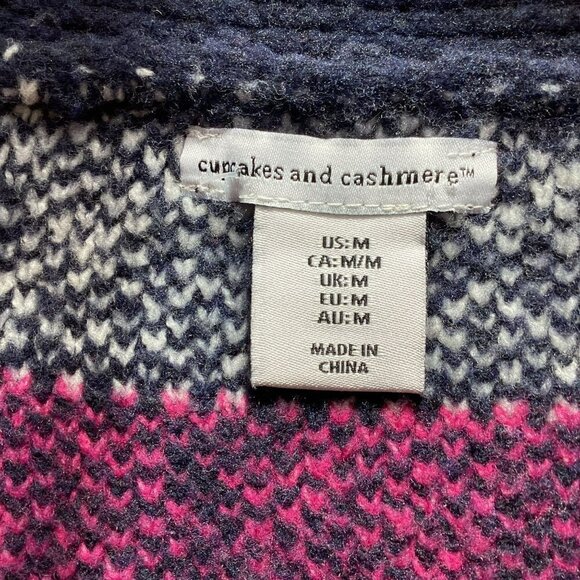 cupcakes and cashmere™
US: M
CA: M/M
UK: M
EU: M
AU: M
MADE IN
CHINA